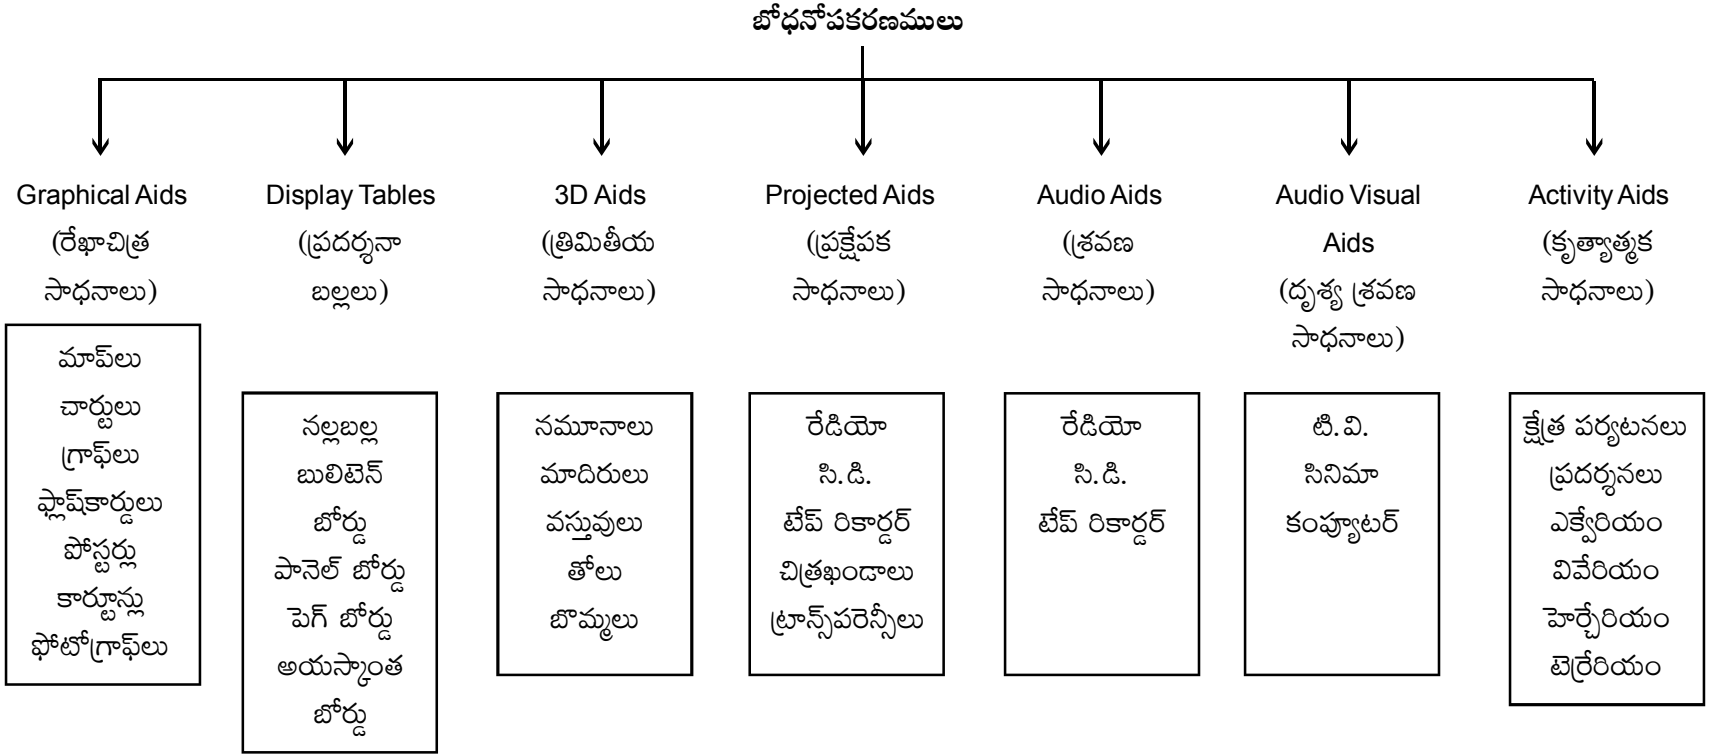 బోధనోపకరణములు
Graphical Aids
(రేఖాచిత్ర
సాధనాలు)
మాప్‌లు
చార్టులు
గ్రాఫ్‌లు
ఫ్లాష్‌కార్డులు
పోస్టర్లు
కార్టూన్లు
ఫోటోగ్రాఫ్‌లు
Display Tables
(ప్రదర్శనా
బల్లలు)
నల్లబల్ల
బులిటెన్
బోర్డు
పానెల్ బోర్డు
పెగ్ బోర్డు
అయస్కాంత
బోర్డు
3D Aids
(త్రిమితీయ
సాధనాలు)
నమూనాలు
మాదిరులు
వస్తువులు
తోలు
బొమ్మలు
Projected Aids
(ప్రక్షేపక
సాధనాలు)
రేడియో
సి.డి.
టేప్ రికార్డర్
చిత్రఖండాలు
ట్రాన్స్‌పరెన్సీలు
Audio Aids
(శ్రవణ
సాధనాలు)
రేడియో
సి.డి.
టేప్ రికార్డర్
Audio Visual
Aids
(దృశ్య శ్రవణ
సాధనాలు)
టి.వి.
సినిమా
కంప్యూటర్
Activity Aids
(కృత్యాత్మక
సాధనాలు)
క్షేత్ర పర్యటనలు
ప్రదర్శనలు
ఎక్వేరియం
వివేరియం
హెర్బేరియం
టెర్రేరియం